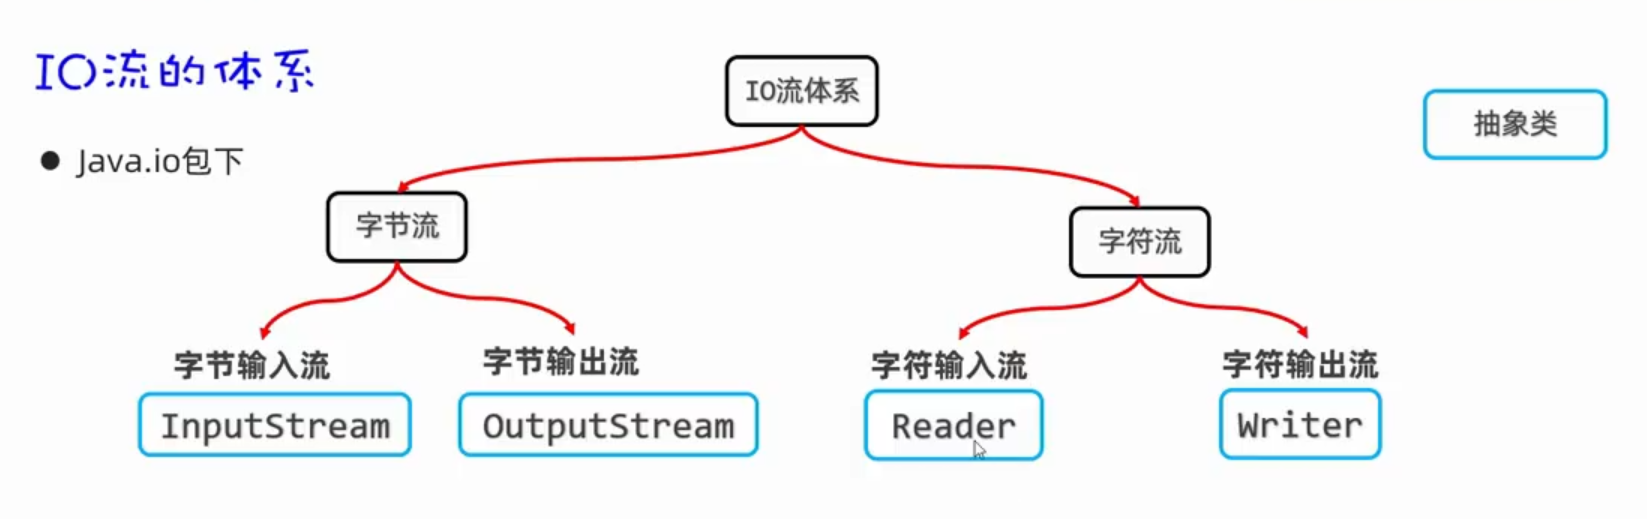 IO流的体系
Java.io包下
IO流体系
抽象类
字节流
字符流
字节输入流
字节输出流
字符输入流
字符输出流
InputStream
OutputStream
Reader
Writer